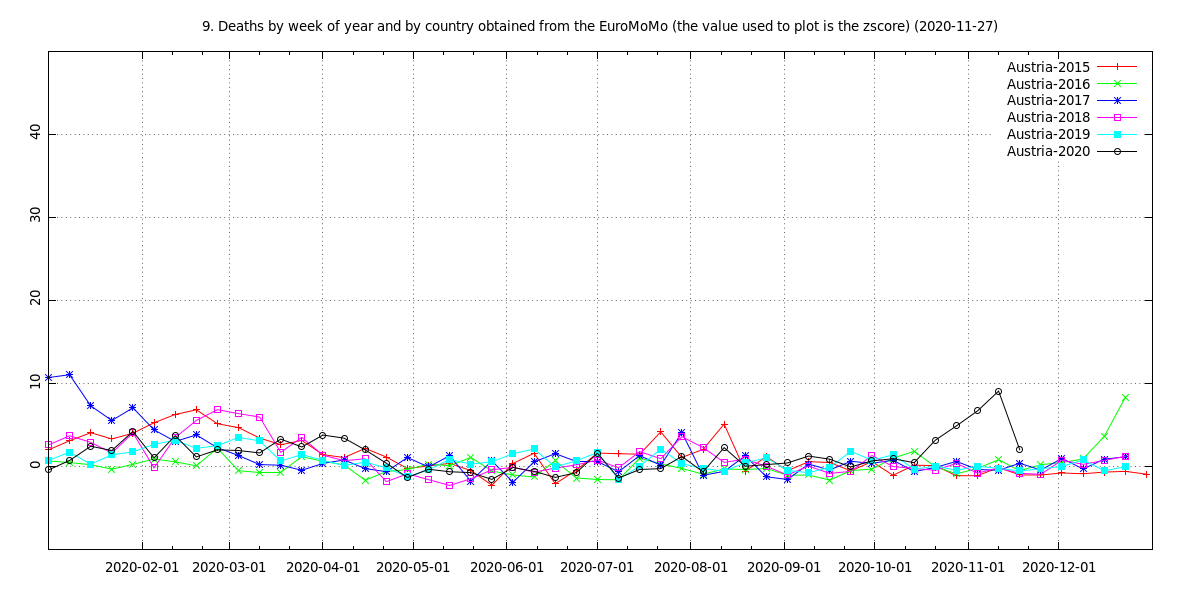 9. Deaths by week of year and by country obtained from the EuroMoMo (the value used to plot is the zscore) (2020-11-27)
Austria-2015
Austria-2016
Austria-2017
Austria-2018
Austria-2019
Austria-2020
40
30
20
10
0
2020-02-01 2020-03-01 2020-04-01 2020-05-01 2020-06-01 2020-07-01 2020-08-01 2020-09-01 2020-10-01 2020-11-01 2020-12-01